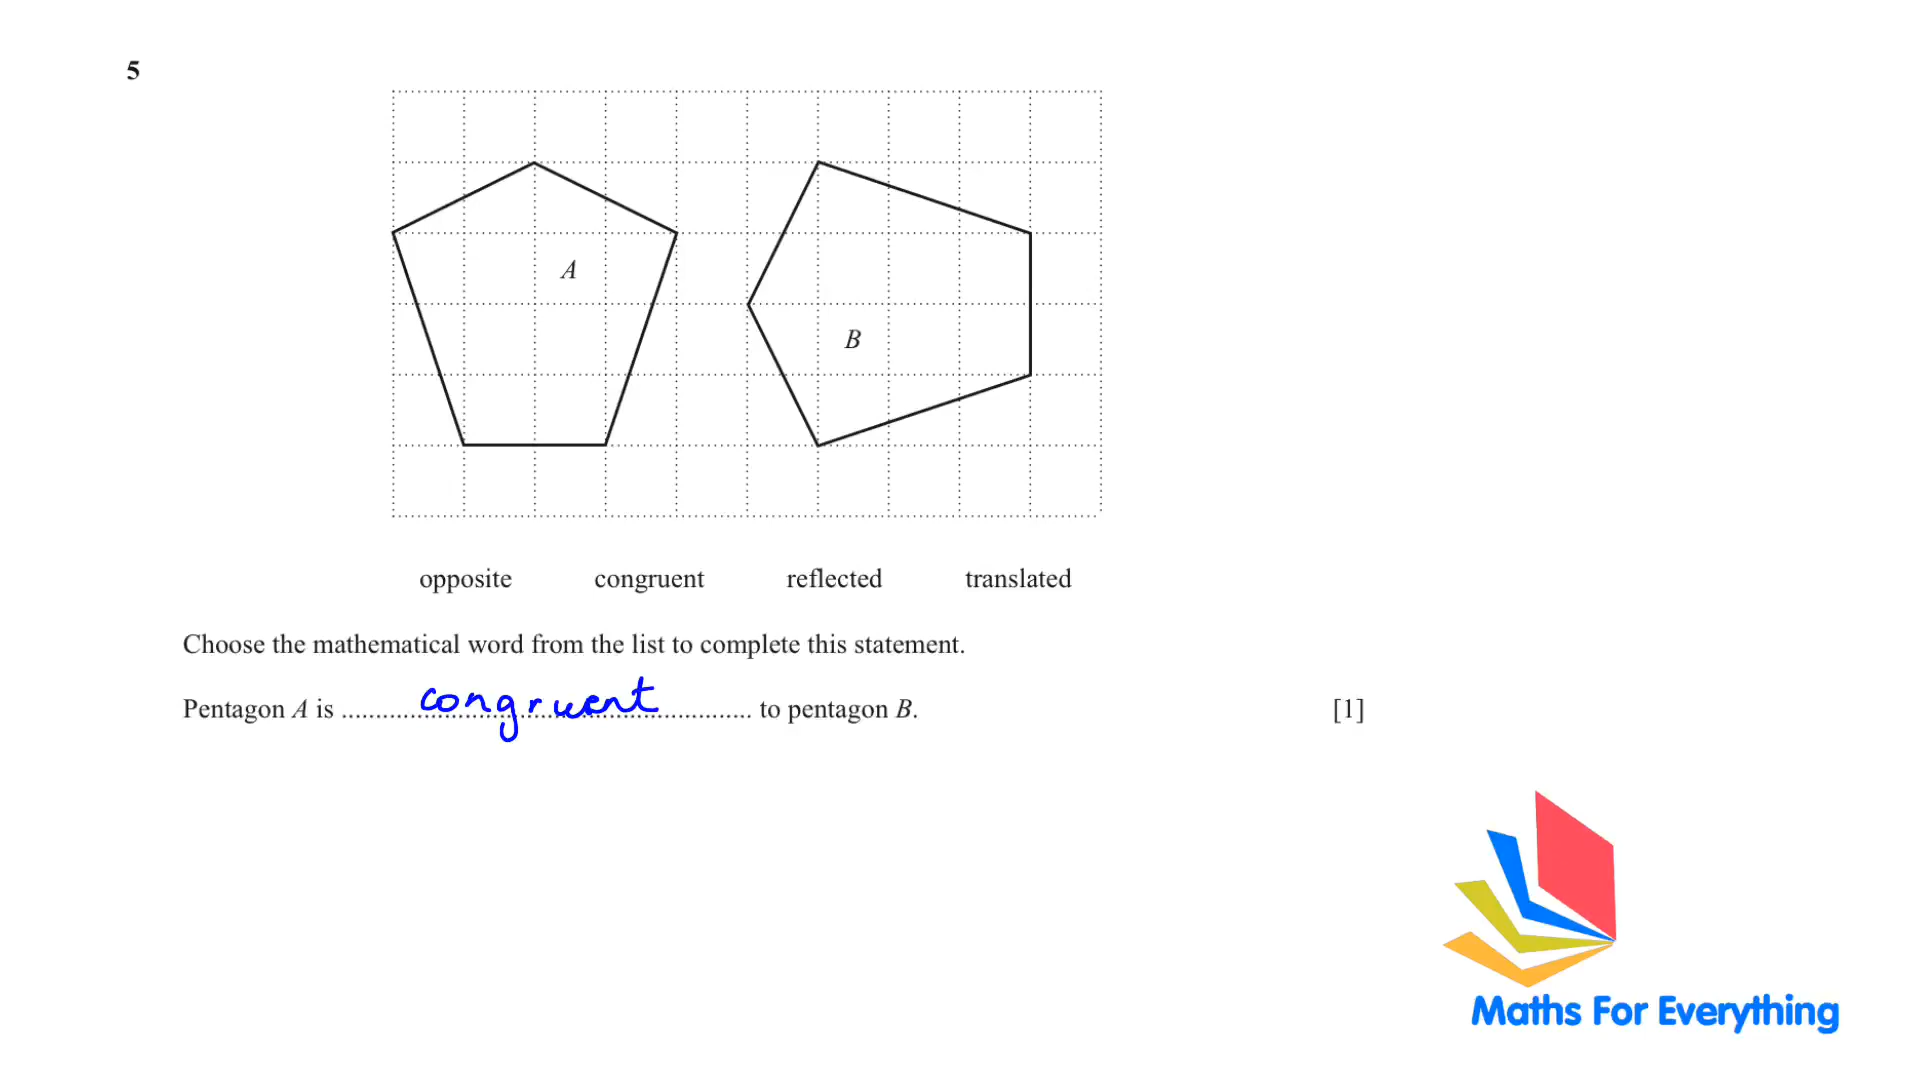 5
A
B
opposite congruent reflected translated
Choose the mathematical word from the list to complete this statement.
Pentagon A is ............ congruent ............ to pentagon B. [1]
Maths For Everything